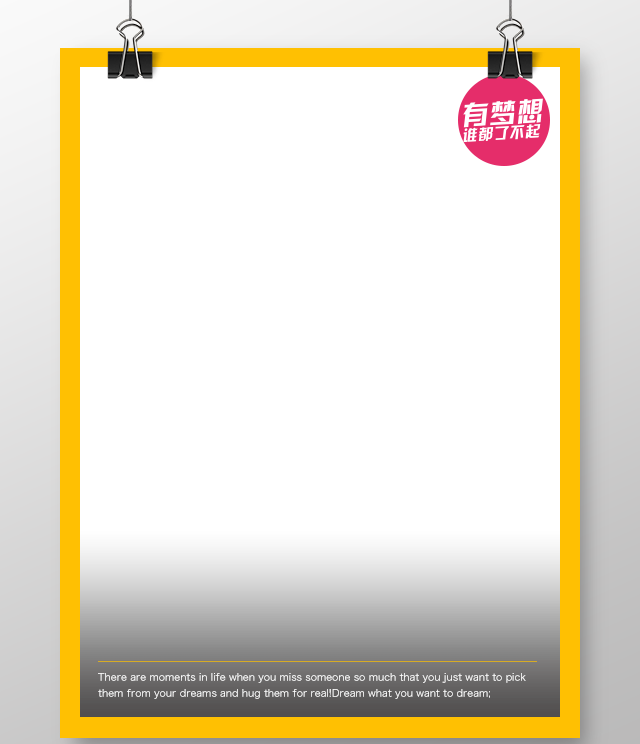 有梦想
谁都了不起
There are moments in life when you miss someone so much that you just want to pick
them from your dreams and hug them for real!Dream what you want to dream;